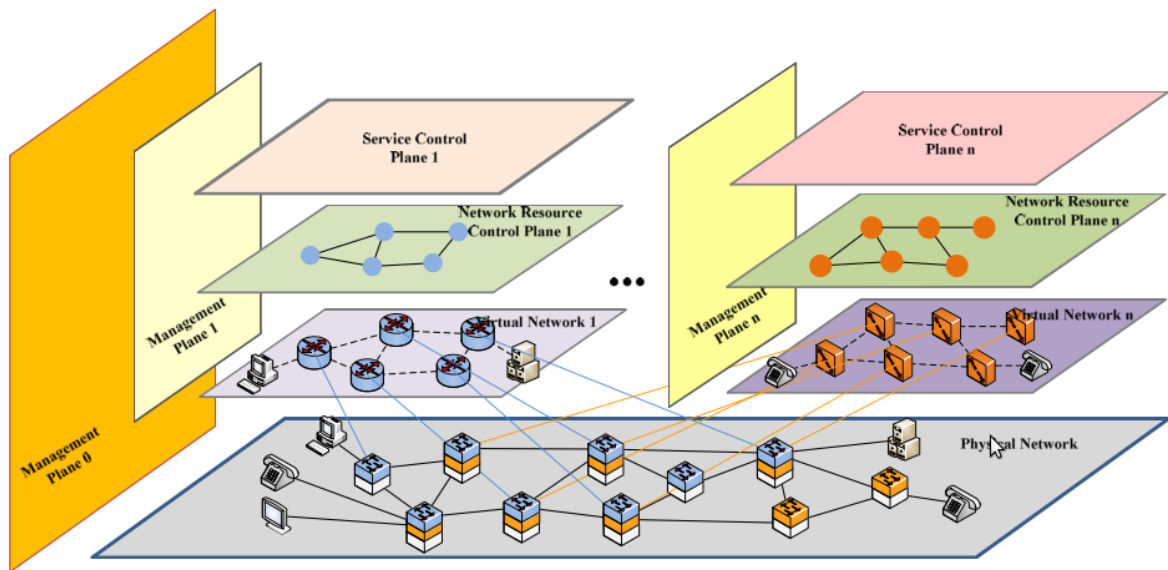 Service Control
Plane 1
Service Control
Plane n
Network Resource
Control Plane 1
Network Resource
Control Plane n
...
Management
Plane 1
Management
Plane n
Virtual Network 1
Virtual Network n
Management
Plane 0
Physical Network